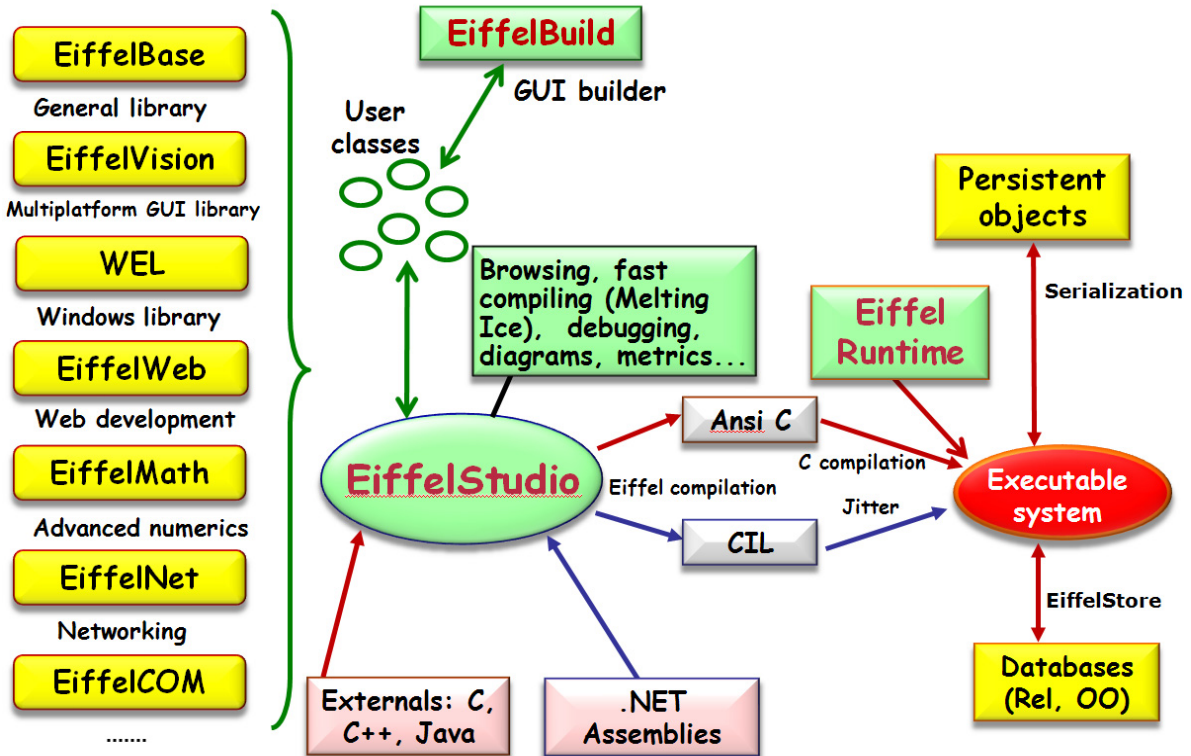 EiffelBase
General library
EiffelVision
Multiplatform GUI library
WEL
Windows library
EiffelWeb
Web development
EiffelMath
Advanced numerics
EiffelNet
Networking
EiffelCOM
.......
EiffelBuild
GUI builder
User
classes
Browsing, fast
compiling (Melting
Ice), debugging,
diagrams, metrics...
EiffelStudio
Eiffel compilation
Ansi C
C compilation
CIL
Jitter
Externals: C,
C++, Java
.NET
Assemblies
Eiffel
Runtime
Persistent
objects
Serialization
Executable
system
EiffelStore
Databases
(Rel, OO)